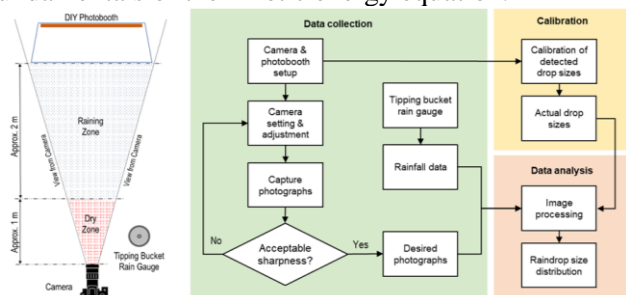 energy equation.
DIY Photobooth
Approx. 2 m
Raining
Zone
View from Camera
View from Camera
Approx. 1 m
Dry
Zone
Tipping Bucket
Rain Gauge
Camera
Data collection
Camera &
photobooth
setup
Camera
setting &
adjustment
Capture
photographs
No
Acceptable
sharpness?
Yes
Tipping bucket
rain gauge
Rainfall data
Desired
photographs
Calibration
Calibration of
detected
drop sizes
Actual drop
sizes
Data analysis
Image
processing
Raindrop size
distribution